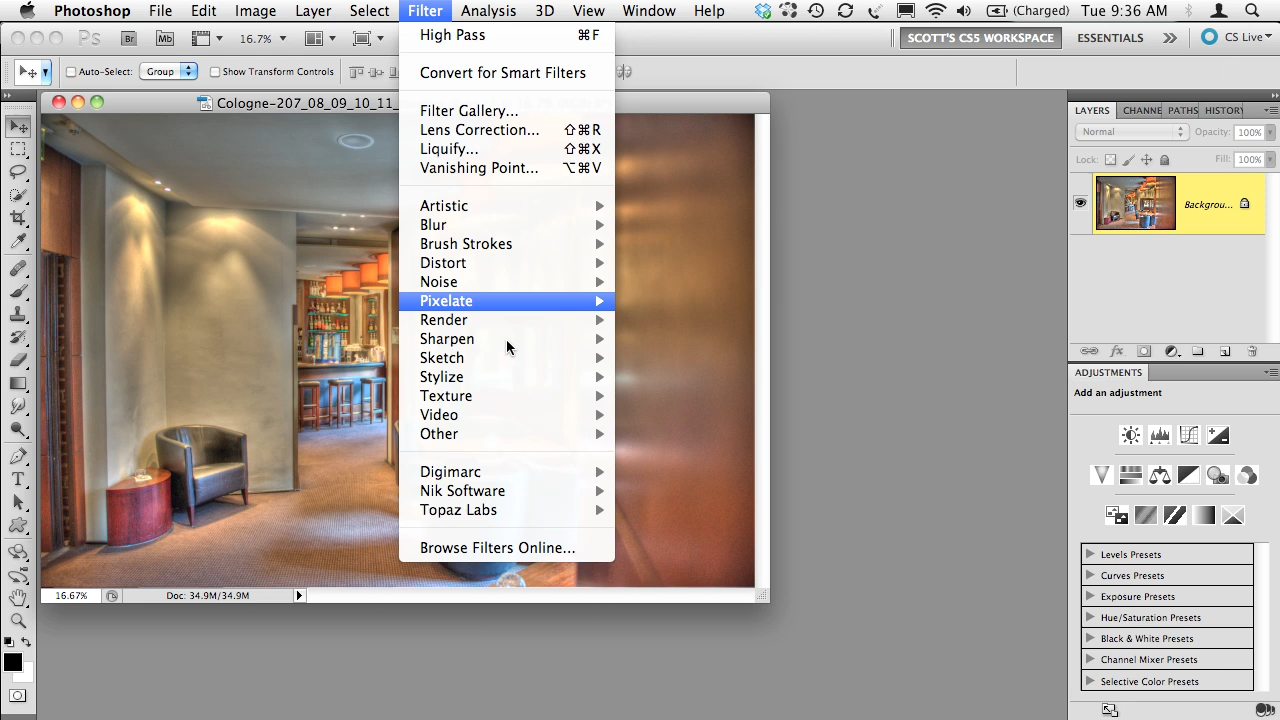 Photoshop File Edit Image Layer Select Filter Analysis 3D View Window Help (Charged) Tue 9:36 AM
Ps Br Mb 16.7% SCOTT'S CS5 WORKSPACE ESSENTIALS CS Live
Auto-Select: Group Show Transform Controls
Cologne-207_08_09_10_11_
High Pass ⌘F
Convert for Smart Filters
Filter Gallery...
Lens Correction... ⇧⌘R
Liquify... ⇧⌘X
Vanishing Point... ⌥⌘V
Artistic
Blur
Brush Strokes
Distort
Noise
Pixelate
Render
Sharpen
Sketch
Stylize
Texture
Video
Other
Digimarc
Nik Software
Topaz Labs
Browse Filters Online...
16.67% Doc: 34.9M/34.9M
LAYERS CHANNE PATHS HISTORY
Normal Opacity: 100%
Lock: Fill: 100%
Backgrou...
ADJUSTMENTS
Add an adjustment
Levels Presets
Curves Presets
Exposure Presets
Hue/Saturation Presets
Black & White Presets
Channel Mixer Presets
Selective Color Presets